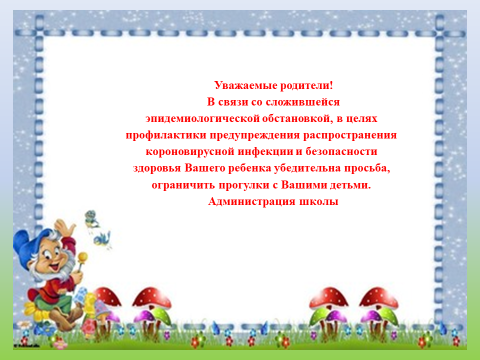 Уважаемые родители!
В связи со сложившейся
эпидемиологической обстановкой, в целях
профилактики предупреждения распространения
короновирусной инфекции и безопасности
здоровья Вашего ребенка убедительна просьба,
ограничить прогулки с Вашими детьми.
Администрация школы